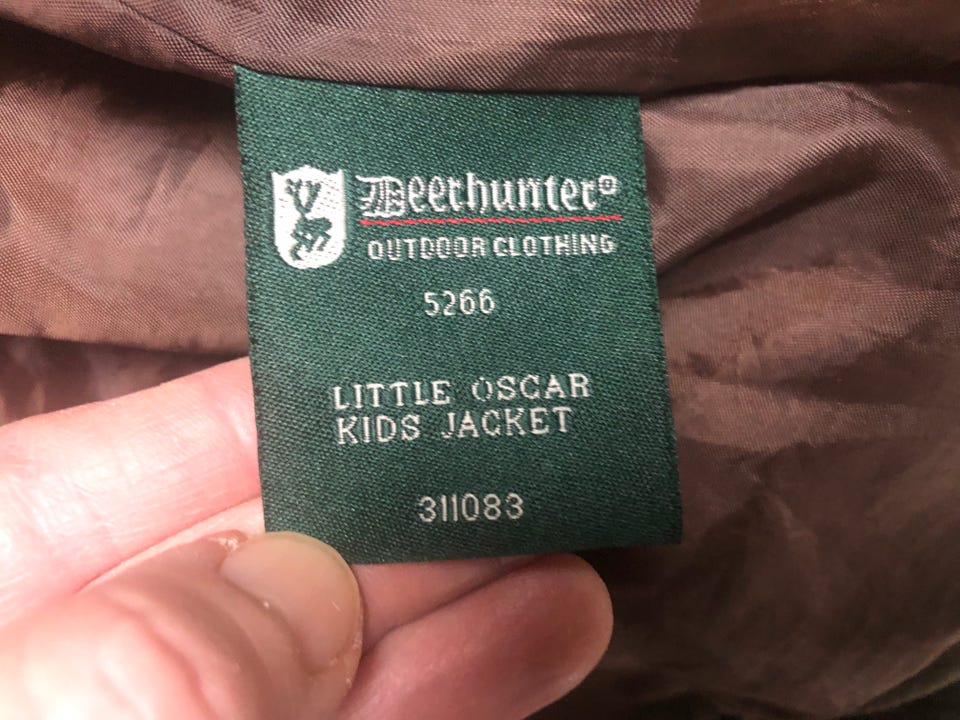 Deerhunter®
OUTDOOR CLOTHING
5266
LITTLE OSCAR
KIDS JACKET
311083